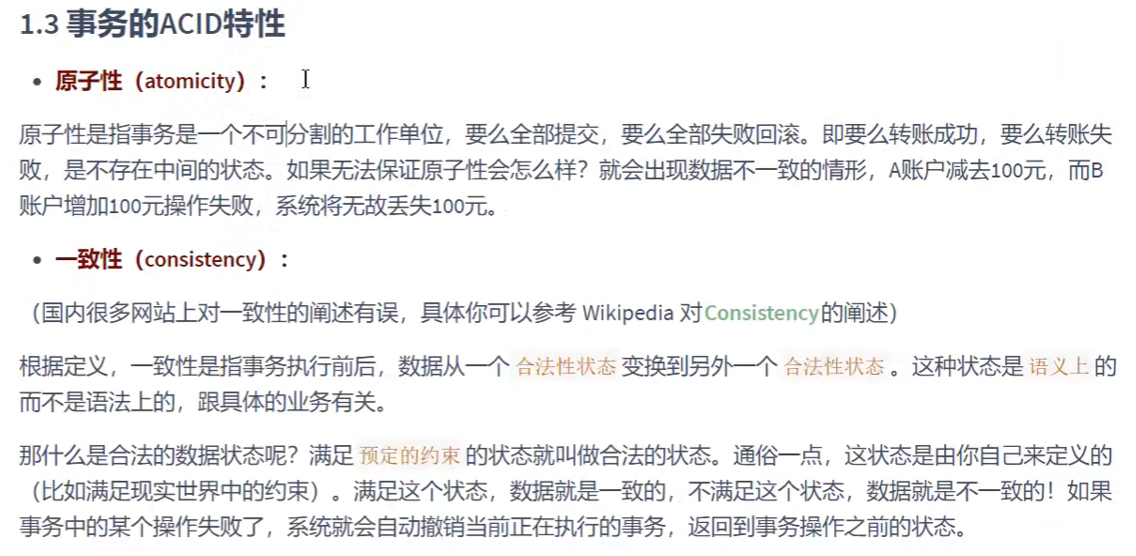 1.3 事务的ACID特性
• 原子性（atomicity）：
原子性是指事务是一个不可分割的工作单位，要么全部提交，要么全部失败回滚。即要么转账成功，要么转账失
败，是不存在中间的状态。如果无法保证原子性会怎么样？就会出现数据不一致的情形，A账户减去100元，而B
账户增加100元操作失败，系统将无故丢失100元。
• 一致性（consistency）：
（国内很多网站上对一致性的阐述有误，具体你可以参考 Wikipedia 对Consistency的阐述）
根据定义，一致性是指事务执行前后，数据从一个 合法性状态 变换到另外一个 合法性状态 。这种状态是 语义上 的
而不是语法上的，跟具体的业务有关。
那什么是合法的数据状态呢？满足 预定的约束 的状态就叫做合法的状态。通俗一点，这状态是由你自己来定义的
（比如满足现实世界中的约束）。满足这个状态，数据就是一致的，不满足这个状态，数据就是不一致的！如果
事务中的某个操作失败了，系统就会自动撤销当前正在执行的事务，返回到事务操作之前的状态。